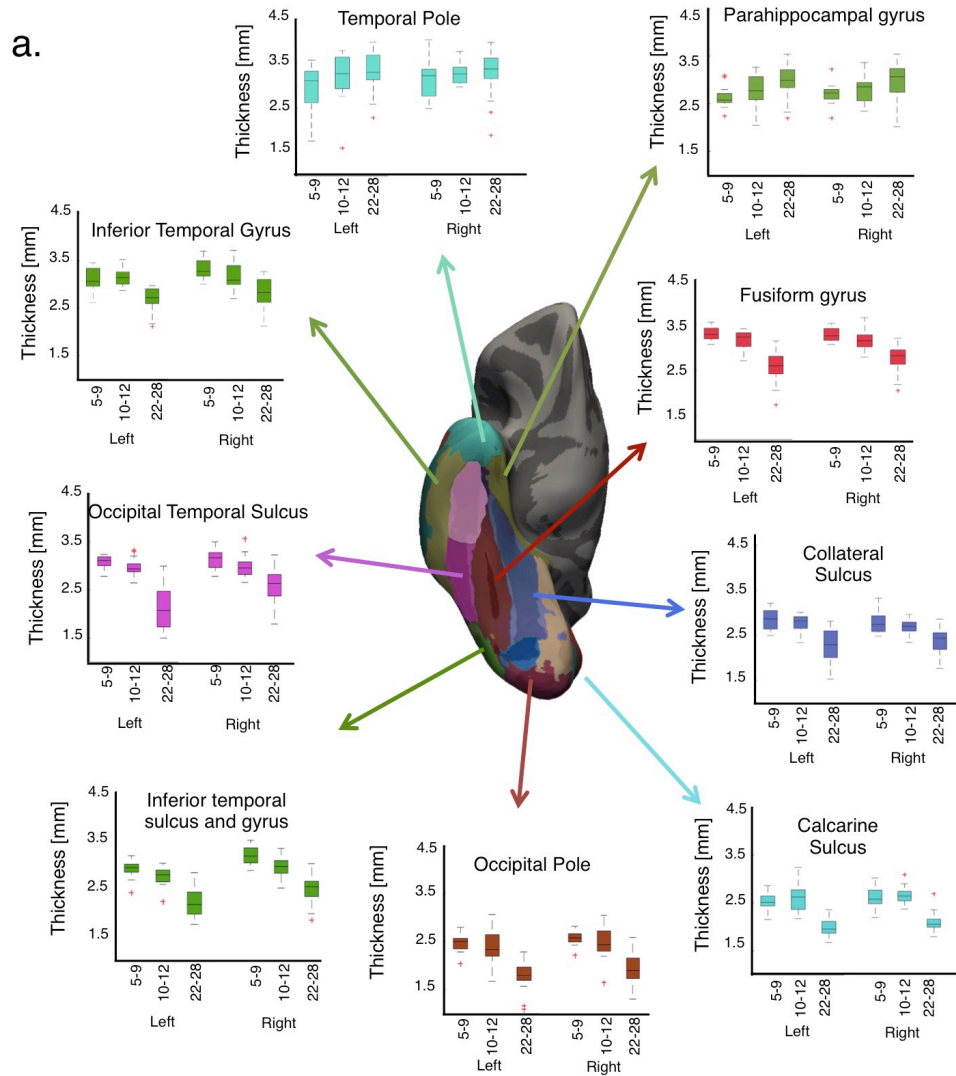 a.
Temporal Pole
Thickness [mm]
4.5
3.5
2.5
1.5
5-9
10-12
22-28
5-9
10-12
22-28
Left
Right
Parahippocampal gyrus
Thickness [mm]
4.5
3.5
2.5
1.5
5-9
10-12
22-28
5-9
10-12
22-28
Left
Right
Inferior Temporal Gyrus
Thickness [mm]
4.5
3.5
2.5
1.5
5-9
10-12
22-28
5-9
10-12
22-28
Left
Right
Fusiform gyrus
Thickness [mm]
4.5
3.5
2.5
1.5
5-9
10-12
22-28
5-9
10-12
22-28
Left
Right
Occipital Temporal Sulcus
Thickness [mm]
4.5
3.5
2.5
1.5
5-9
10-12
22-28
5-9
10-12
22-28
Left
Right
Collateral
Sulcus
Thickness [mm]
4.5
3.5
2.5
1.5
5-9
10-12
22-28
5-9
10-12
22-28
Left
Right
Inferior temporal
sulcus and gyrus
Thickness [mm]
4.5
3.5
2.5
1.5
5-9
10-12
22-28
5-9
10-12
22-28
Left
Right
Occipital Pole
Thickness [mm]
4.5
3.5
2.5
1.5
5-9
10-12
22-28
5-9
10-12
22-28
Left
Right
Calcarine
Sulcus
Thickness [mm]
4.5
3.5
2.5
1.5
5-9
10-12
22-28
5-9
10-12
22-28
Left
Right